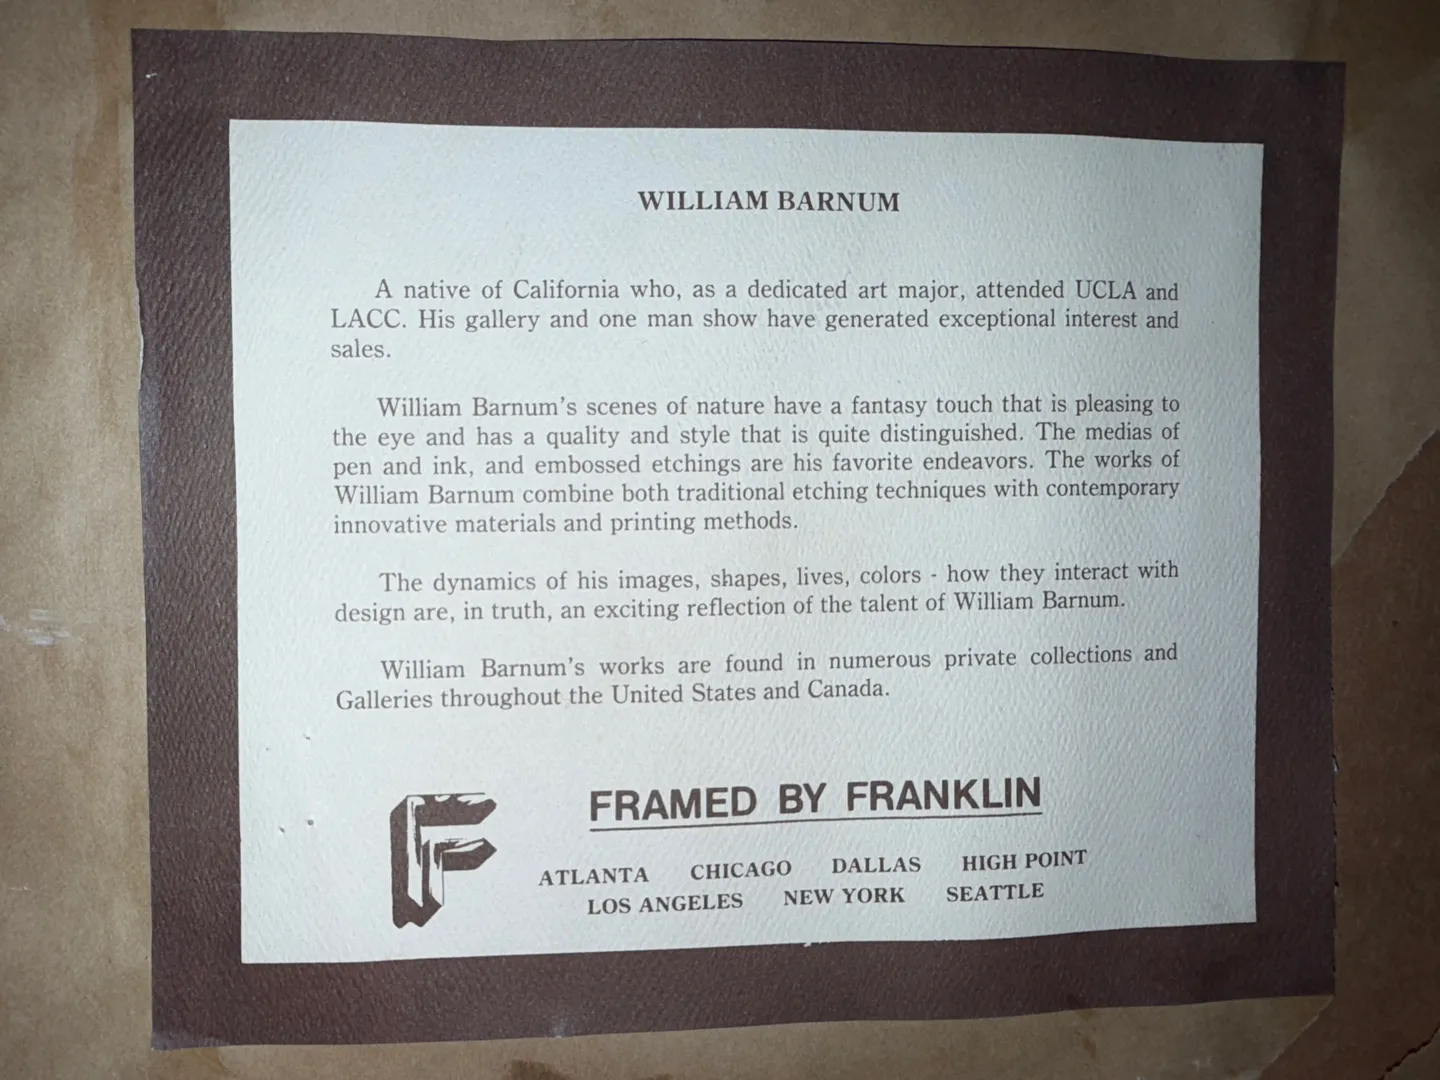 WILLIAM BARNUM
A native of California who, as a dedicated art major, attended UCLA and
LACC. His gallery and one man show have generated exceptional interest and
sales.
William Barnum's scenes of nature have a fantasy touch that is pleasing to
the eye and has a quality and style that is quite distinguished. The medias of
pen and ink, and embossed etchings are his favorite endeavors. The works of
William Barnum combine both traditional etching techniques with contemporary
innovative materials and printing methods.
The dynamics of his images, shapes, lives, colors - how they interact with
design are, in truth, an exciting reflection of the talent of William Barnum.
William Barnum's works are found in numerous private collections and
Galleries throughout the United States and Canada.
F
FRAMED BY FRANKLIN
ATLANTA CHICAGO DALLAS HIGH POINT
LOS ANGELES NEW YORK SEATTLE